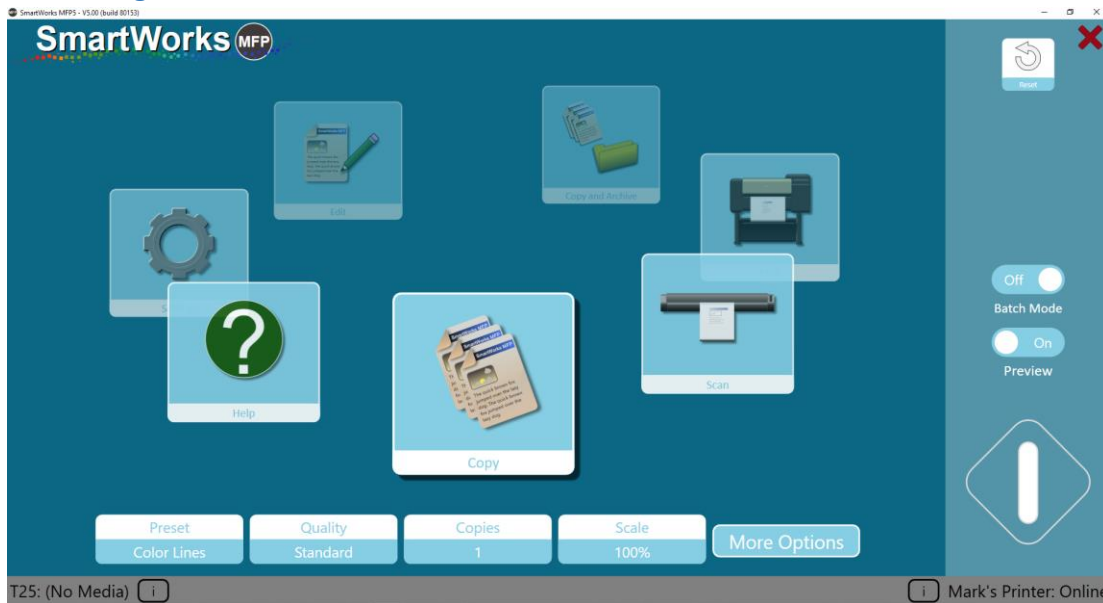 SmartWorks MFP5 - V5.00 (build 80153)
SmartWorks MFP
Reset
Edit
Copy and Archive
Help
Copy
Scan
Off
Batch Mode
On
Preview
Preset
Color Lines
Quality
Standard
Copies
1
Scale
100%
More Options
T25: (No Media) i
i Mark's Printer: Online